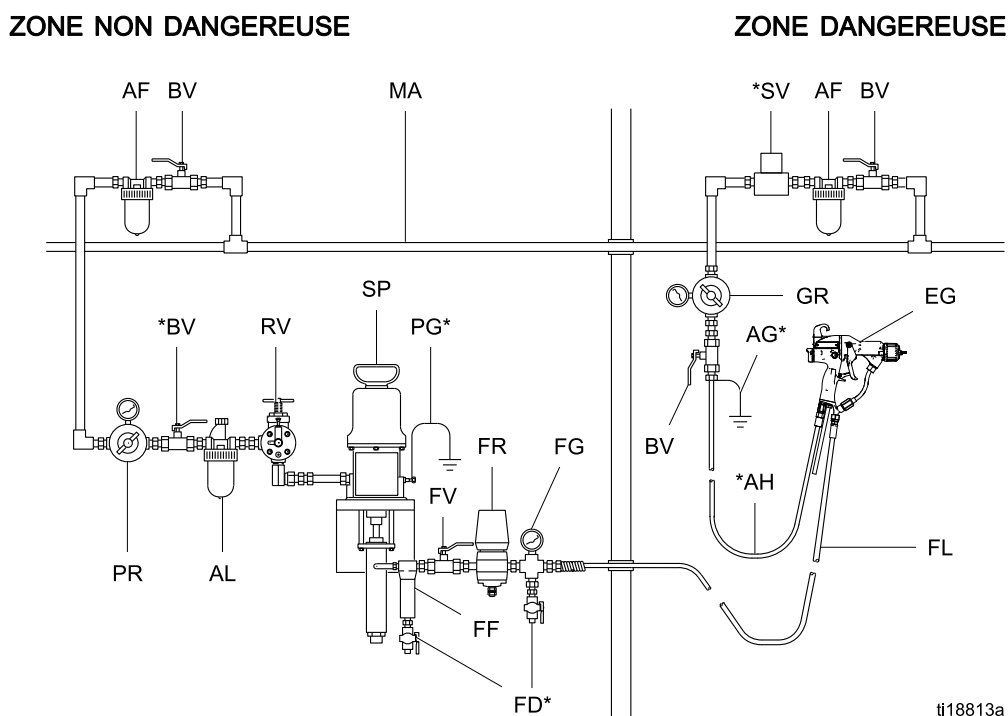 ZONE NON DANGEREUSE
ZONE DANGEREUSE
AF BV MA *SV AF BV
SP
GR EG
*BV RV PG* AG*
BV
FR FG
FV *AH
PR AL FL
FF
FD*
ti18813a